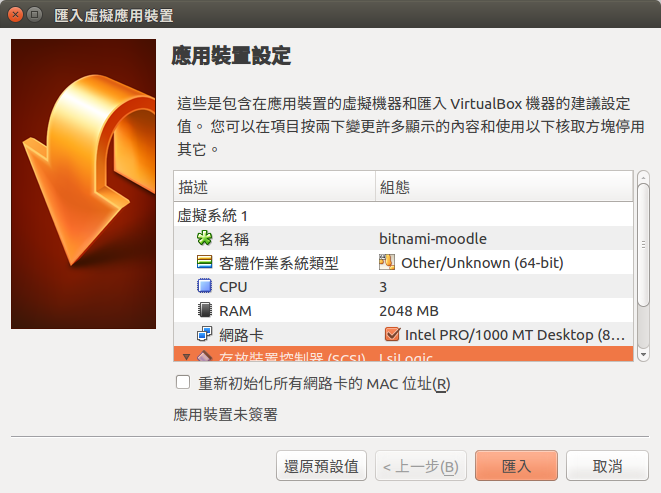 匯入虛擬應用裝置
應用裝置設定
這些是包含在應用裝置的虛擬機器和匯入 VirtualBox 機器的建議設定
值。 您可以在項目按兩下變更許多顯示的內容和使用以下核取方塊停用
其它。
描述 組態
虛擬系統 1
名稱 bitnami-moodle
客體作業系統類型 Other/Unknown (64-bit)
CPU 3
RAM 2048 MB
網路卡 Intel PRO/1000 MT Desktop (8...
存放裝置控制器 (SCSI) LsiLogic
重新初始化所有網路卡的 MAC 位址(R)
應用裝置未簽署
還原預設值 < 上一步(B) 匯入 取消